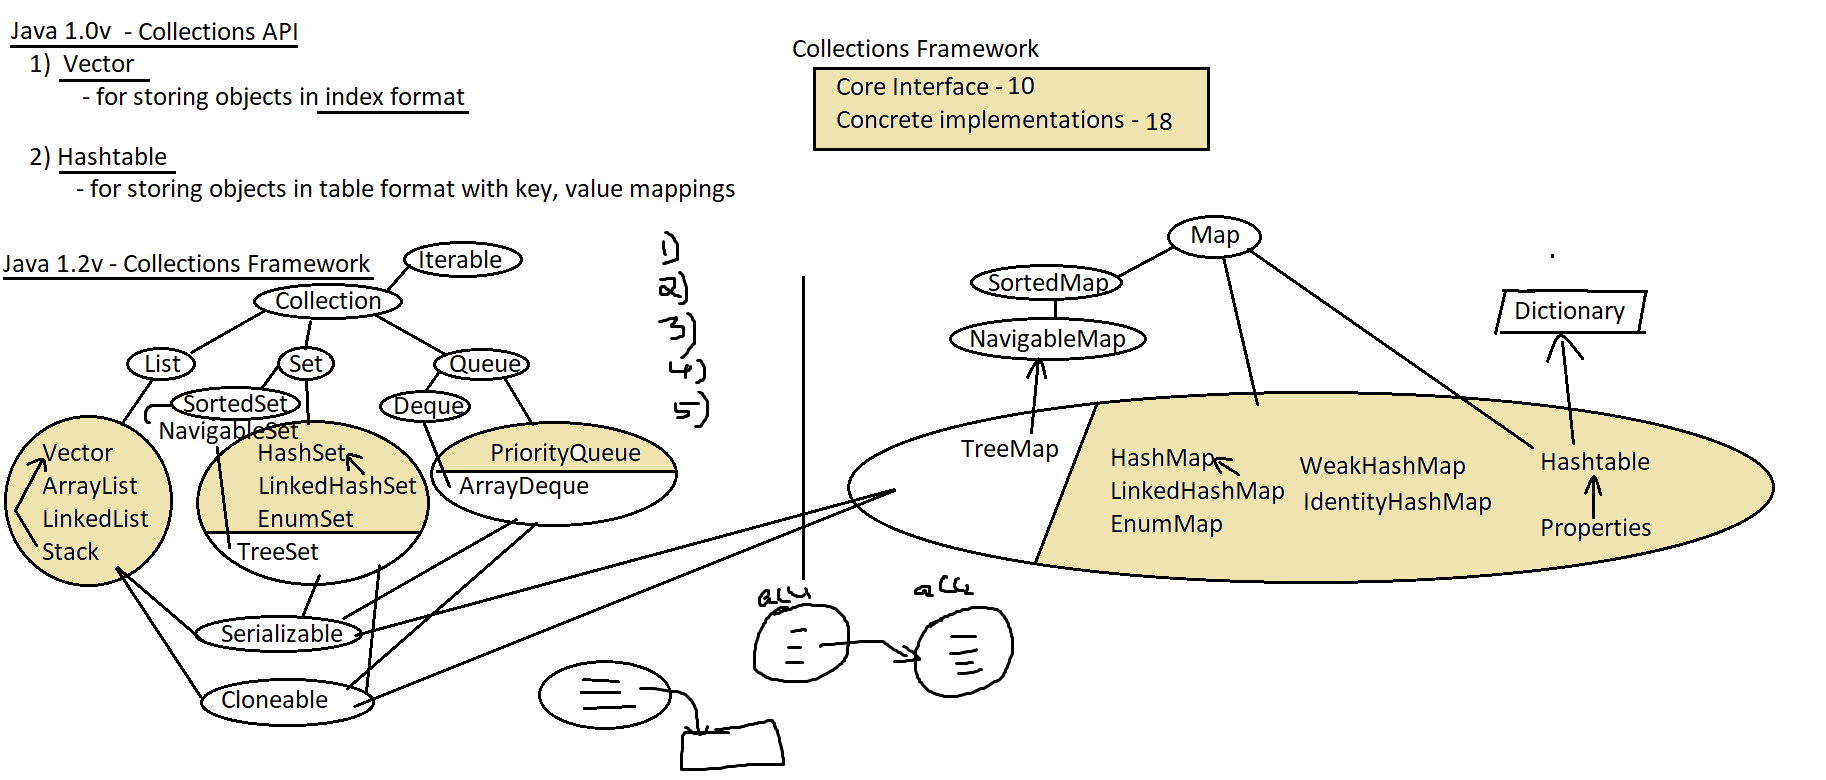 Java 1.0v - Collections API
1) Vector
- for storing objects in index format
2) Hashtable
- for storing objects in table format with key, value mappings
Collections Framework
Core Interface - 10
Concrete implementations - 18
Java 1.2v - Collections Framework
Iterable
Collection
List
Set
Queue
SortedSet
NavigableSet
Deque
Vector
ArrayList
LinkedList
Stack
HashSet
LinkedHashSet
EnumSet
TreeSet
PriorityQueue
ArrayDeque
Serializable
Cloneable
1)
2)
3)
4)
5)
Map
SortedMap
NavigableMap
Dictionary
TreeMap
HashMap
LinkedHashMap
EnumMap
WeakHashMap
IdentityHashMap
Hashtable
Properties